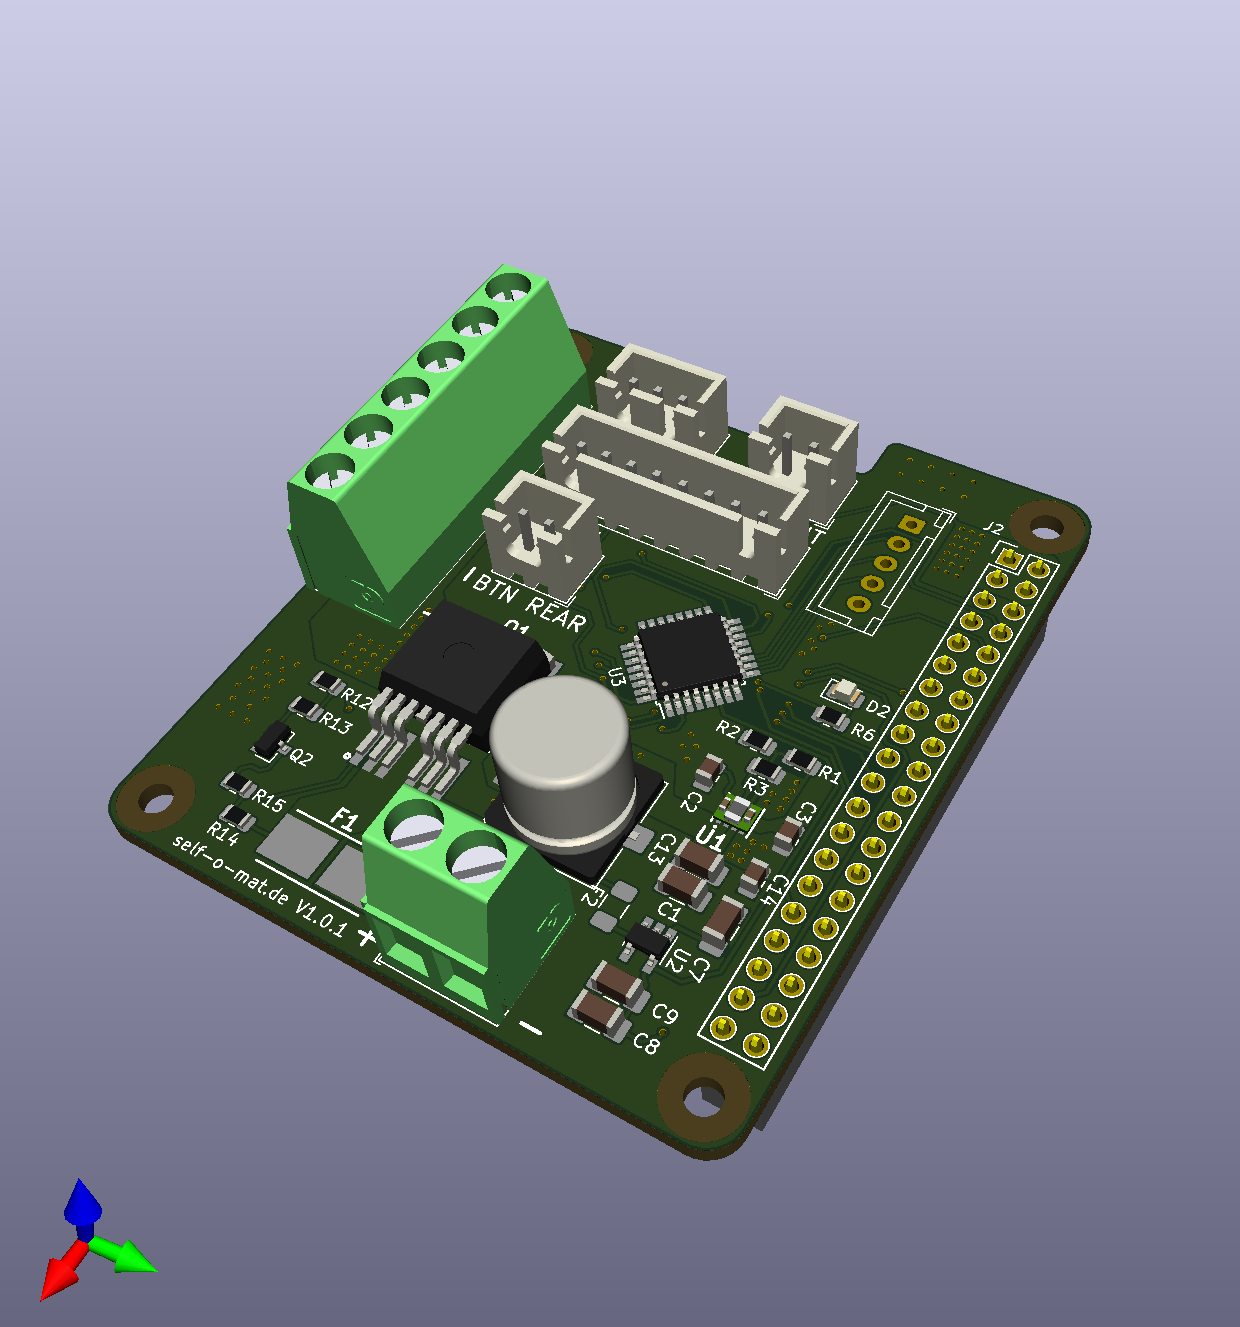 J2
BTN REAR
U3
D2
R6
R12
R13
Q2
R2
R1
R3
C2
C3
R15
R14
F1
U1
C13
C14
self-o-mat.de V1.0.1 +
F2
C1
U2
C7
C9
C8
−